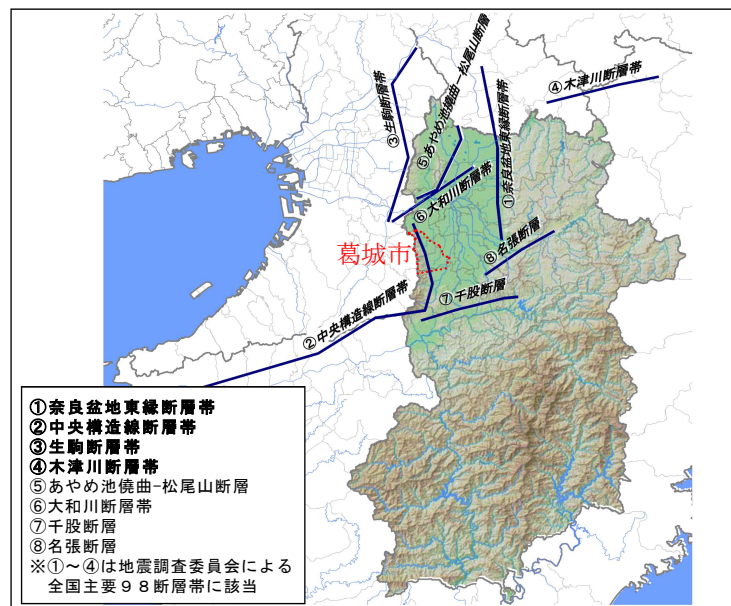 ⑤あやめ池撓曲ー松尾山断層
④木津川断層帯
③生駒断層帯
①奈良盆地東縁断層帯
⑥大和川断層帯
葛城市
⑧名張断層
⑦千股断層
②中央構造線断層帯
①奈良盆地東縁断層帯
②中央構造線断層帯
③生駒断層帯
④木津川断層帯
⑤あやめ池僥曲-松尾山断層
⑥大和川断層帯
⑦千股断層
⑧名張断層
※①～④は地震調査委員会による
全国主要９８断層帯に該当